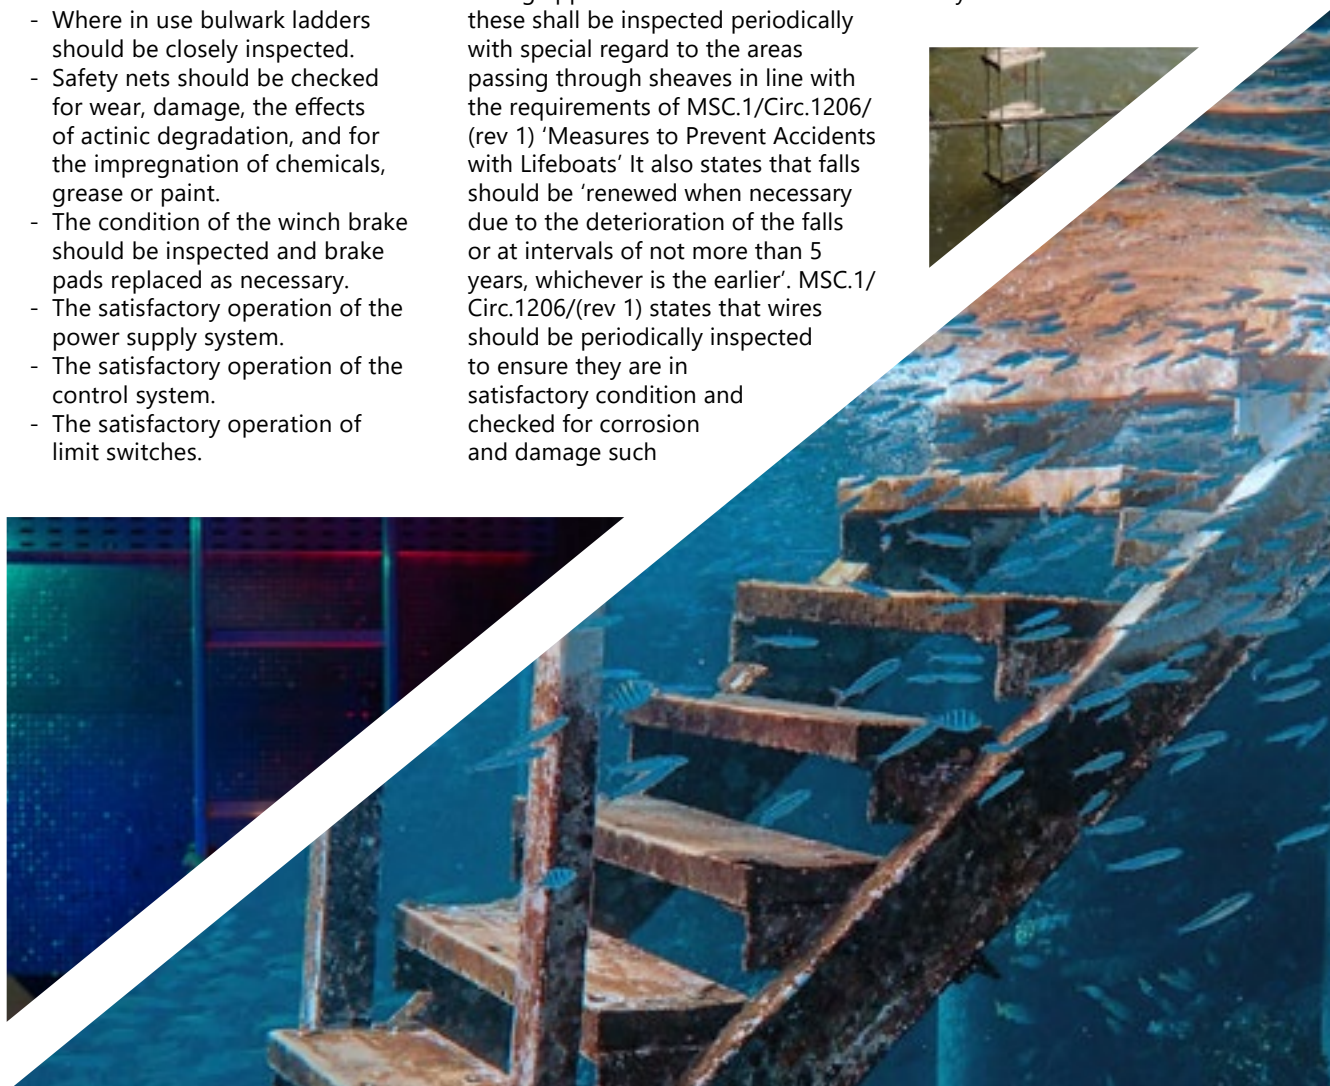 - Where in use bulwark ladders
should be closely inspected.
- Safety nets should be checked
for wear, damage, the effects
of actinic degradation, and for
the impregnation of chemicals,
grease or paint.
- The condition of the winch brake
should be inspected and brake
pads replaced as necessary.
- The satisfactory operation of the
power supply system.
- The satisfactory operation of the
control system.
- The satisfactory operation of
limit switches.
these shall be inspected periodically
with special regard to the areas
passing through sheaves in line with
the requirements of MSC.1/Circ.1206/
(rev 1) ‘Measures to Prevent Accidents
with Lifeboats’ It also states that falls
should be ‘renewed when necessary
due to the deterioration of the falls
or at intervals of not more than 5
years, whichever is the earlier’. MSC.1/
Circ.1206/(rev 1) states that wires
should be periodically inspected
to ensure they are in
satisfactory condition and
checked for corrosion
and damage such